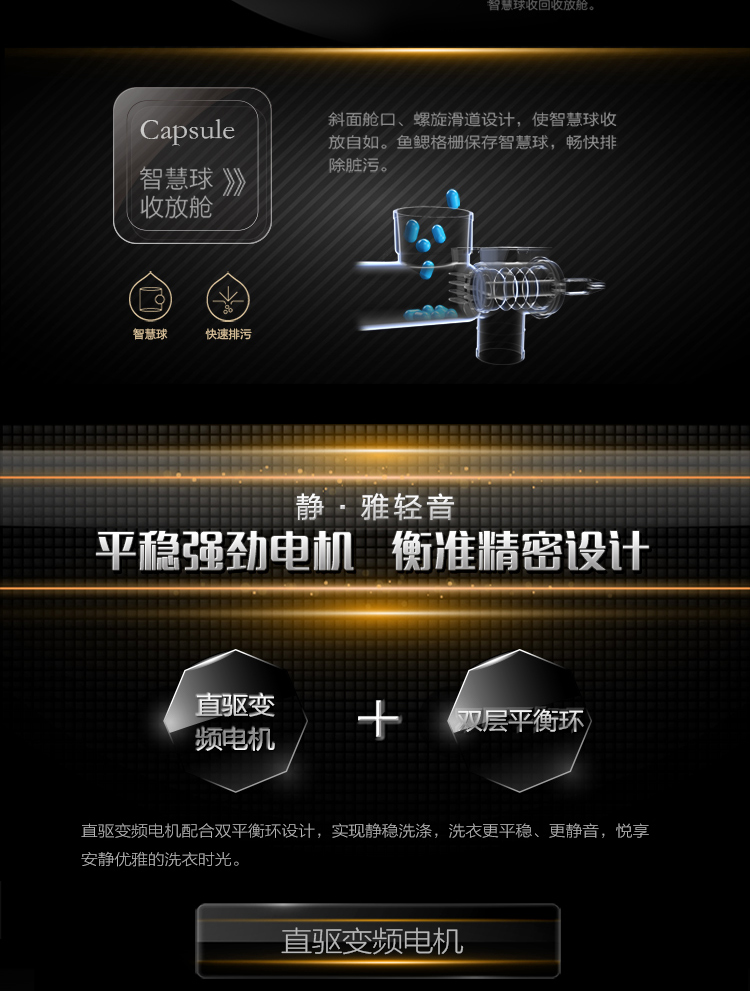 智慧球收回收放舱。
Capsule
智慧球
收放舱
斜面舱口、螺旋滑道设计，使智慧球收
放自如。鱼鳃格栅保存智慧球，畅快排
除脏污。
智慧球 快速排污
静·雅轻音
平稳强劲电机 衡准精密设计
直驱变
频电机
双层平衡环
直驱变频电机配合双平衡环设计，实现静稳洗涤，洗衣更平稳、更静音，悦享
安静优雅的洗衣时光。
直驱变频电机